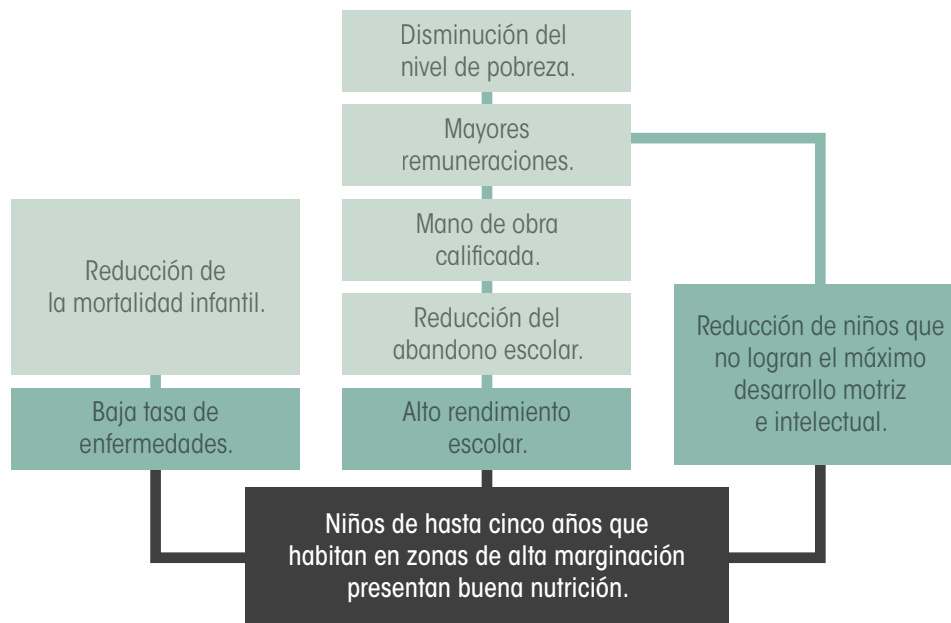 Disminución del
nivel de pobreza.
Mayores
remuneraciones.
Mano de obra
calificada.
Reducción de
la mortalidad infantil.
Reducción del
abandono escolar.
Reducción de niños que
no logran el máximo
desarrollo motriz
e intelectual.
Baja tasa de
enfermedades.
Alto rendimiento
escolar.
Niños de hasta cinco años que
habitan en zonas de alta marginación
presentan buena nutrición.